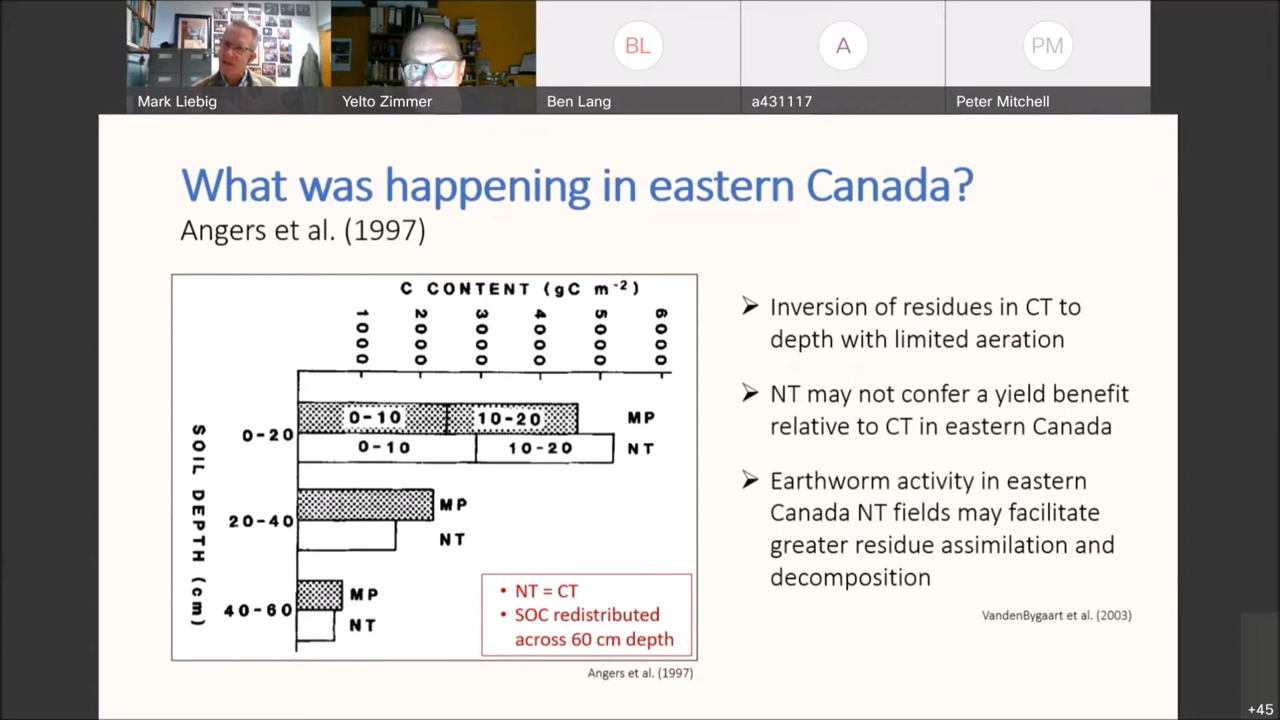 Mark Liebig
Yelto Zimmer
BL
Ben Lang
A
a431117
PM
Peter Mitchell
What was happening in eastern Canada?
Angers et al. (1997)
C CONTENT (gC m⁻²)
1000
2000
3000
4000
5000
6000
SOIL DEPTH (cm)
0-20
0-10 10-20 MP
0-10 10-20 NT
20-40
MP
NT
40-60
MP
NT
• NT = CT
• SOC redistributed
across 60 cm depth
Angers et al. (1997)
➢ Inversion of residues in CT to
depth with limited aeration
➢ NT may not confer a yield benefit
relative to CT in eastern Canada
➢ Earthworm activity in eastern
Canada NT fields may facilitate
greater residue assimilation and
decomposition
VandenBygaart et al. (2003)
+45